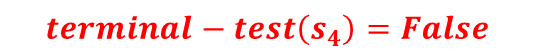 terminal − test(s₄) = False